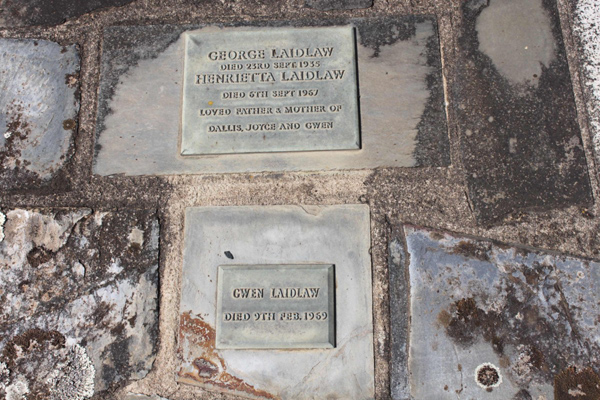 GEORGE LAIDLAW
DIED 23RD SEPT 1935
HENRIETTA LAIDLAW
DIED 6TH SEPT 1967
LOVED FATHER & MOTHER OF
DALLIS, JOYCE AND GWEN
GWEN LAIDLAW
DIED 9TH FEB. 1969